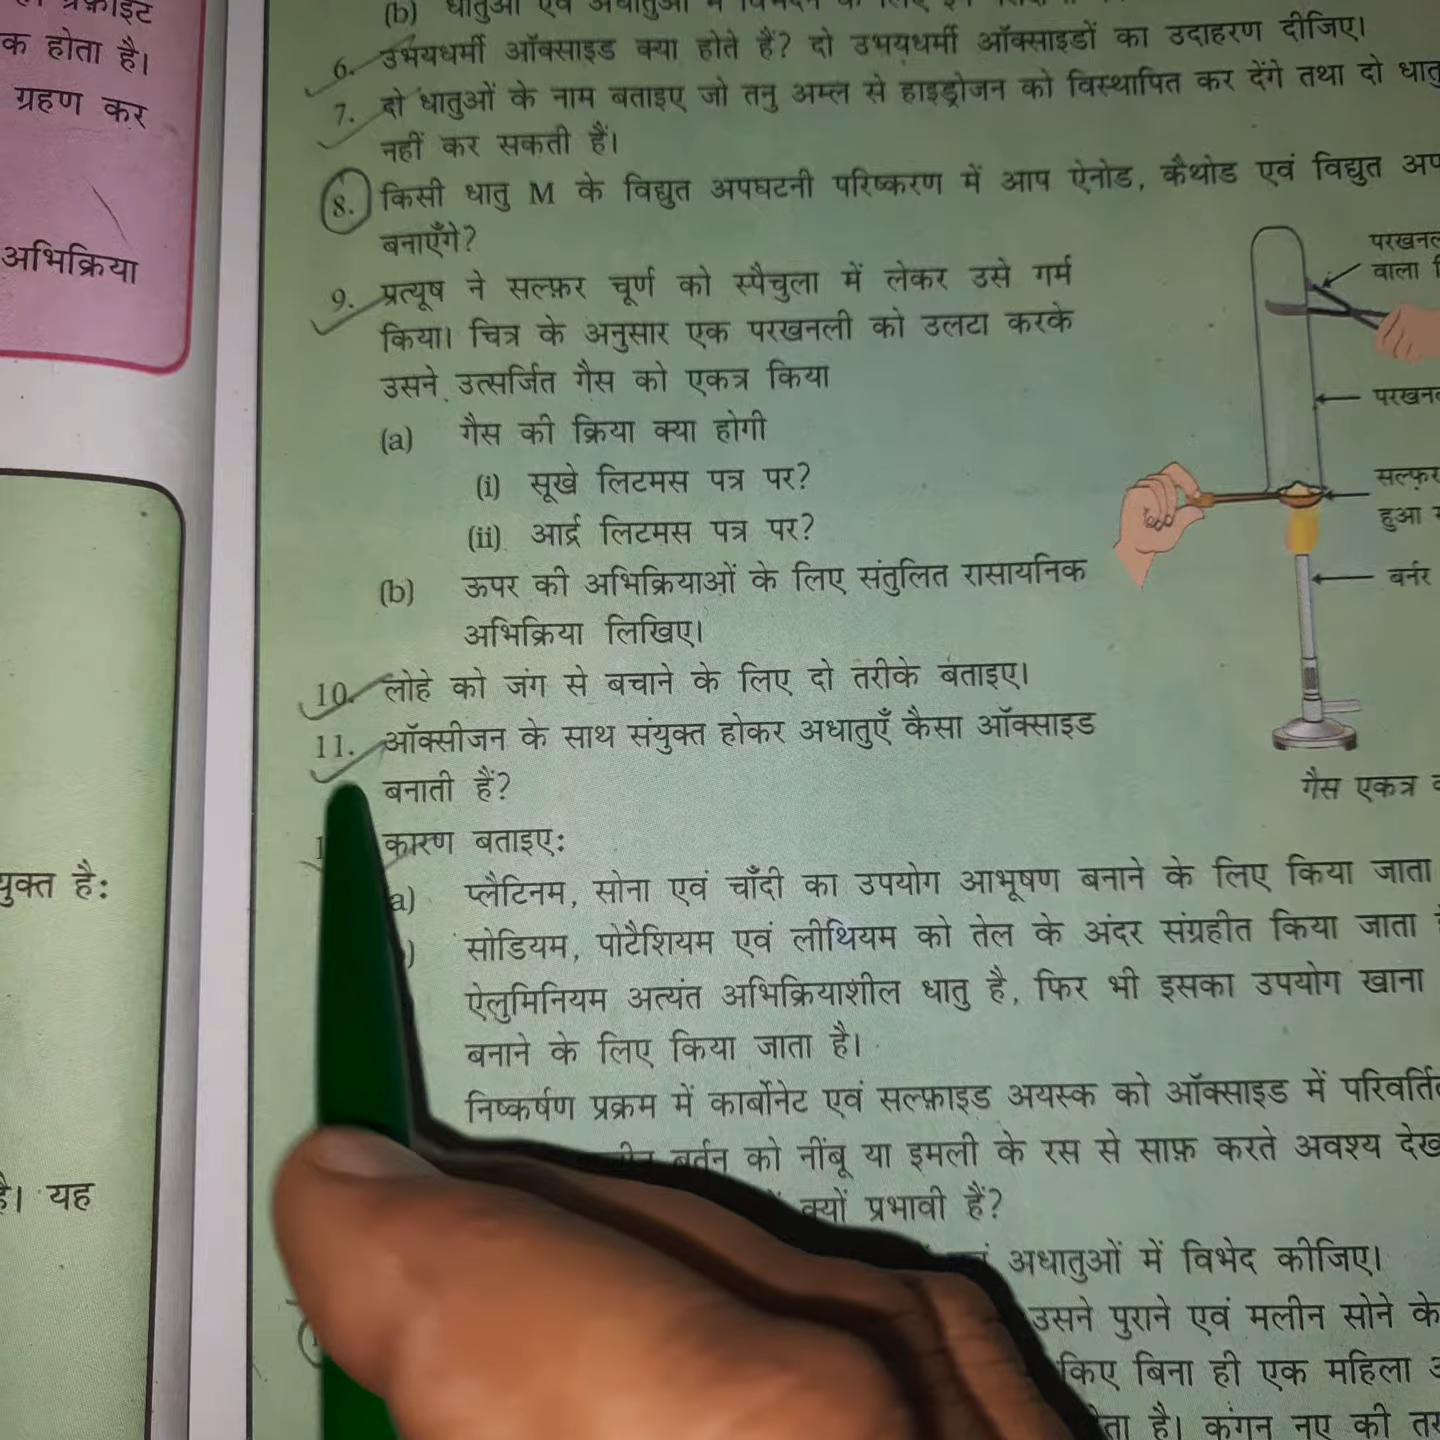 क होता है।
ग्रहण कर
अभिक्रिया
युक्त है:
है। यह
6. उभयधर्मी ऑक्साइड क्या होते हैं? दो उभयधर्मी ऑक्साइडों का उदाहरण दीजिए।
7. दो धातुओं के नाम बताइए जो तनु अम्ल से हाइड्रोजन को विस्थापित कर देंगे तथा दो धातु
नहीं कर सकती हैं।
8. किसी धातु M के विद्युत अपघटनी परिष्करण में आप ऐनोड, कैथोड एवं विद्युत अप
बनाएँगे?
9. प्रत्यूष ने सल्फ़र चूर्ण को स्पैचुला में लेकर उसे गर्म
किया। चित्र के अनुसार एक परखनली को उलटा करके
उसने उत्सर्जित गैस को एकत्र किया
(a) गैस की क्रिया क्या होगी
(i) सूखे लिटमस पत्र पर?
(ii) आर्द्र लिटमस पत्र पर?
(b) ऊपर की अभिक्रियाओं के लिए संतुलित रासायनिक
अभिक्रिया लिखिए।
परखनल
वाला
परखनल
सल्फ़र
हुआ
बर्नर
गैस एकत्र
10. लोहे को जंग से बचाने के लिए दो तरीके बताइए।
11. ऑक्सीजन के साथ संयुक्त होकर अधातुएँ कैसा ऑक्साइड
बनाती हैं?
कारण बताइए:
a) प्लैटिनम, सोना एवं चाँदी का उपयोग आभूषण बनाने के लिए किया जाता
) सोडियम, पोटैशियम एवं लीथियम को तेल के अंदर संग्रहीत किया जाता
ऐलुमिनियम अत्यंत अभिक्रियाशील धातु है, फिर भी इसका उपयोग खाना
बनाने के लिए किया जाता है।
निष्कर्षण प्रक्रम में कार्बोनेट एवं सल्फ़ाइड अयस्क को ऑक्साइड में परिवर्ति
बर्तन को नींबू या इमली के रस से साफ़ करते अवश्य देख
क्यों प्रभावी हैं?
अधातुओं में विभेद कीजिए।
उसने पुराने एवं मलीन सोने के
किए बिना ही एक महिला
ता है। कंगन नए की तर